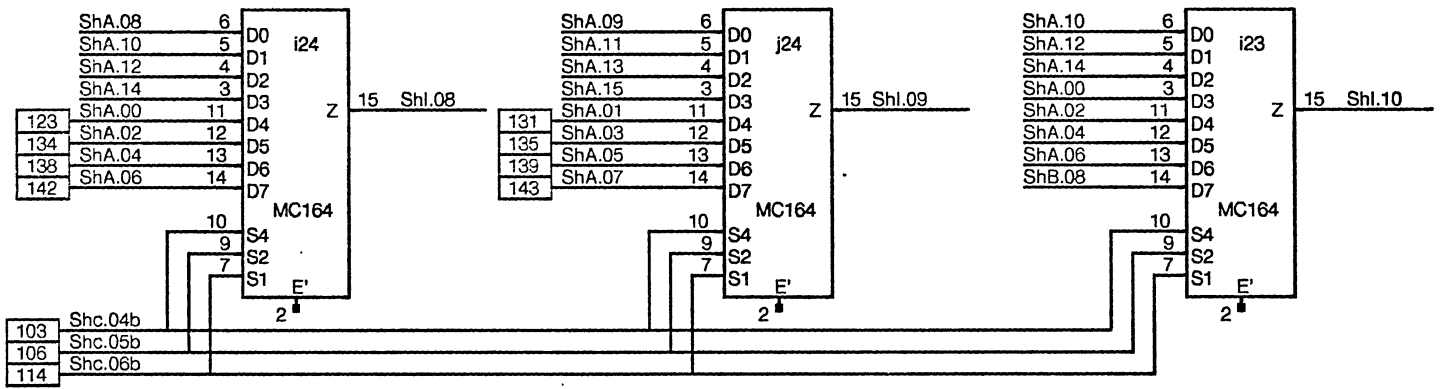 ShA.08 6 D0 i24
ShA.10 5 D1
ShA.12 4 D2
ShA.14 3 D3
123 ShA.00 11 D4 Z 15 ShI.08
134 ShA.02 12 D5
138 ShA.04 13 D6
142 ShA.06 14 D7
MC164
10 S4
9 S2
7 S1
E'
2
ShA.09 6 D0 j24
ShA.11 5 D1
ShA.13 4 D2
ShA.15 3 D3
131 ShA.01 11 D4 Z 15 ShI.09
135 ShA.03 12 D5
139 ShA.05 13 D6
143 ShA.07 14 D7
MC164
10 S4
9 S2
7 S1
E'
2
ShA.10 6 D0 i23
ShA.12 5 D1
ShA.14 4 D2
ShA.00 3 D3
ShA.02 11 D4 Z 15 ShI.10
ShA.04 12 D5
ShA.06 13 D6
ShB.08 14 D7
MC164
10 S4
9 S2
7 S1
E'
2
103 Shc.04b
106 Shc.05b
114 Shc.06b